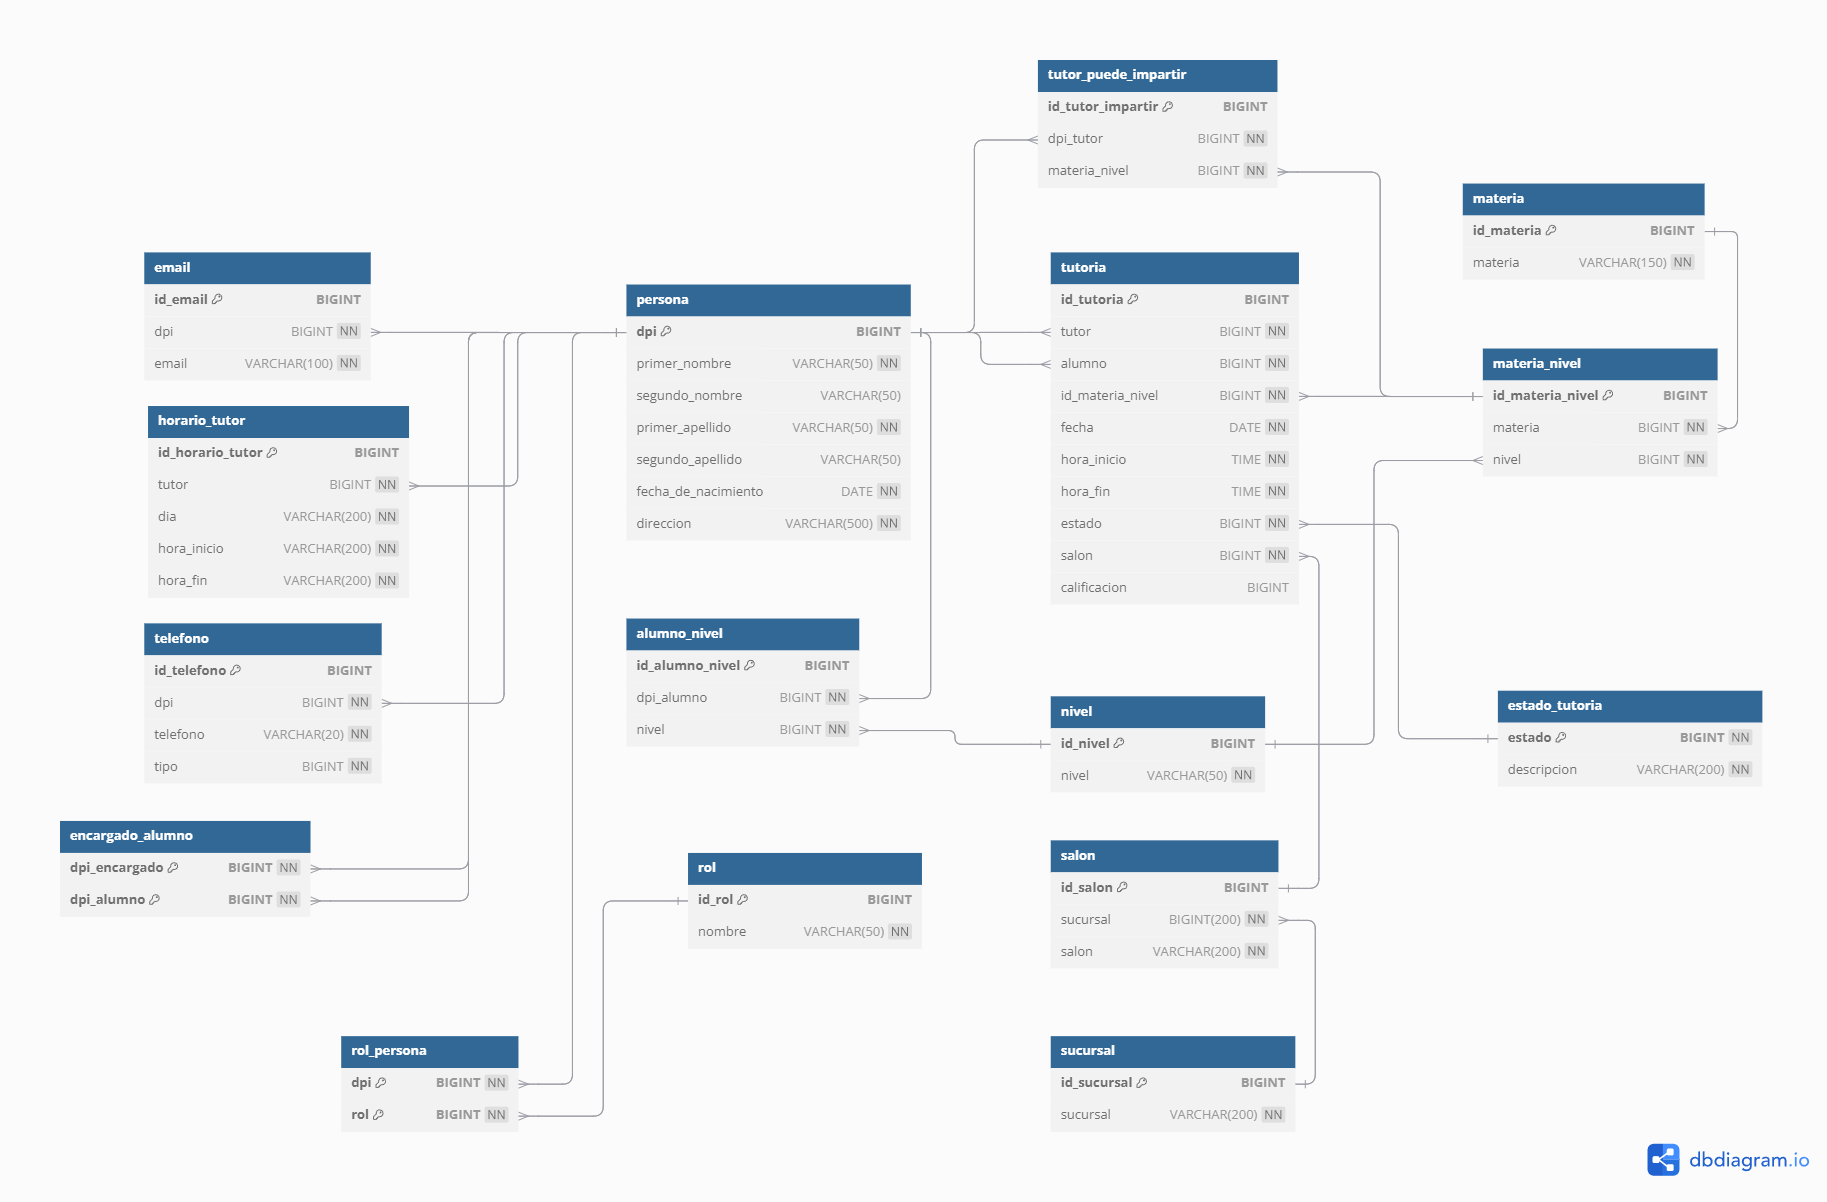 tutor_puede_impartir
id_tutor_impartir BIGINT
dpi_tutor BIGINT NN
materia_nivel BIGINT NN
materia
id_materia BIGINT
materia VARCHAR(150) NN
email
id_email BIGINT
dpi BIGINT NN
email VARCHAR(100) NN
persona
dpi BIGINT
primer_nombre VARCHAR(50) NN
segundo_nombre VARCHAR(50)
primer_apellido VARCHAR(50) NN
segundo_apellido VARCHAR(50)
fecha_de_nacimiento DATE NN
direccion VARCHAR(500) NN
tutoria
id_tutoria BIGINT
tutor BIGINT NN
alumno BIGINT NN
id_materia_nivel BIGINT NN
fecha DATE NN
hora_inicio TIME NN
hora_fin TIME NN
estado BIGINT NN
salon BIGINT NN
calificacion BIGINT
materia_nivel
id_materia_nivel BIGINT
materia BIGINT NN
nivel BIGINT NN
horario_tutor
id_horario_tutor BIGINT
tutor BIGINT NN
dia VARCHAR(200) NN
hora_inicio VARCHAR(200) NN
hora_fin VARCHAR(200) NN
telefono
id_telefono BIGINT
dpi BIGINT NN
telefono VARCHAR(20) NN
tipo BIGINT NN
alumno_nivel
id_alumno_nivel BIGINT
dpi_alumno BIGINT NN
nivel BIGINT NN
nivel
id_nivel BIGINT
nivel VARCHAR(50) NN
estado_tutoria
estado BIGINT NN
descripcion VARCHAR(200) NN
encargado_alumno
dpi_encargado BIGINT NN
dpi_alumno BIGINT NN
rol
id_rol BIGINT
nombre VARCHAR(50) NN
salon
id_salon BIGINT
sucursal BIGINT(200) NN
salon VARCHAR(200) NN
rol_persona
dpi BIGINT NN
rol BIGINT NN
sucursal
id_sucursal BIGINT
sucursal VARCHAR(200) NN
dbdiagram.io